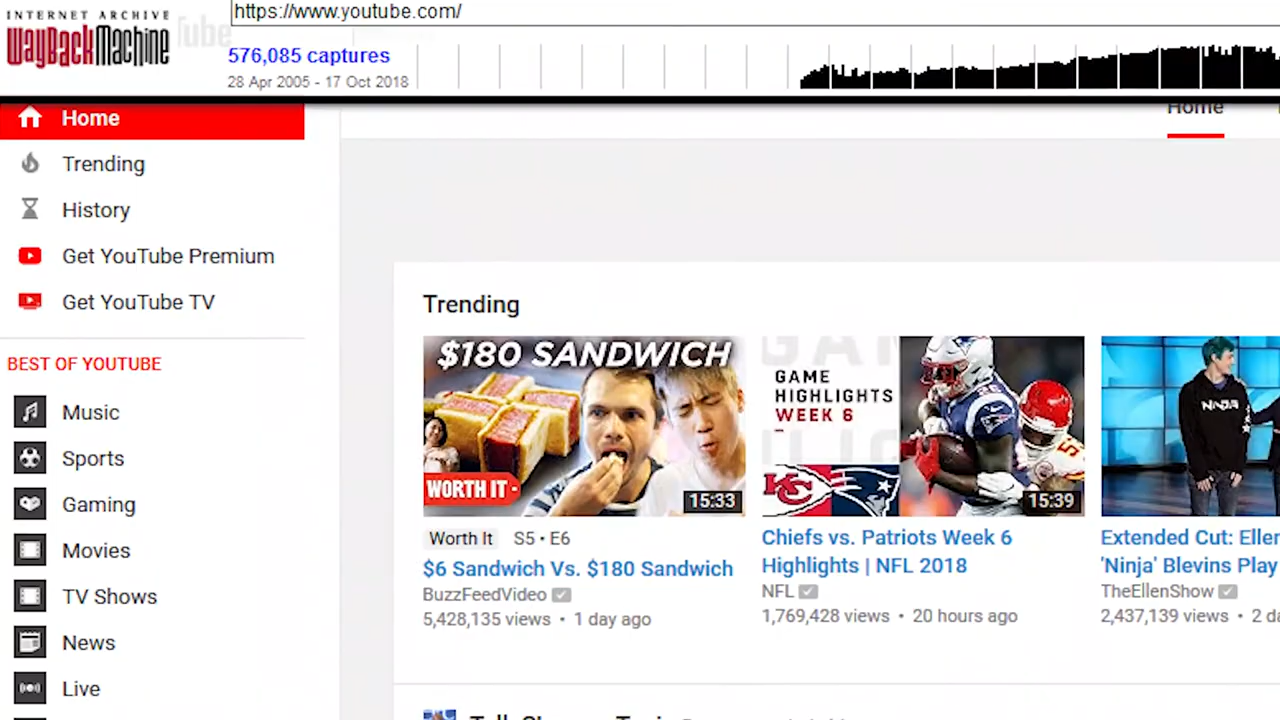 INTERNET ARCHIVE
WayBackMachine
https://www.youtube.com/
576,085 captures
28 Apr 2005 - 17 Oct 2018
Home
Trending
History
Get YouTube Premium
Get YouTube TV
BEST OF YOUTUBE
Music
Sports
Gaming
Movies
TV Shows
News
Live
Home
Trending
$180 SANDWICH
WORTH IT
15:33
Worth It S5 • E6
$6 Sandwich Vs. $180 Sandwich
BuzzFeedVideo
5,428,135 views • 1 day ago
GAME
HIGHLIGHTS
WEEK 6
KC
15:39
Chiefs vs. Patriots Week 6
Highlights | NFL 2018
NFL
1,769,428 views • 20 hours ago
NINJA
Extended Cut: Ellen
'Ninja' Blevins Play
TheEllenShow
2,437,139 views • 2 da